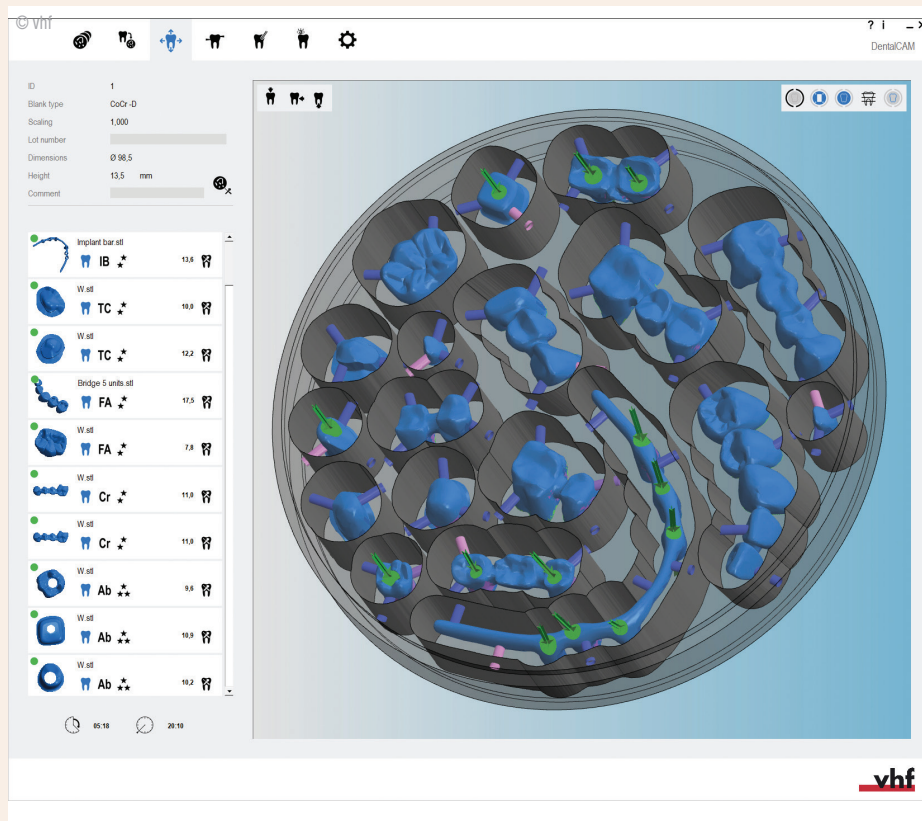 © vhf
? i
DentalCAM
ID 1
Blank type CoCr -D
Scaling 1,000
Lot number
Dimensions Ø 98,5
Height 13,5 mm
Comment
Implant bar.stl
IB 13,6
W.stl
TC 10,0
W.stl
TC 12,2
Bridge 5 units.stl
FA 17,5
W.stl
FA 7,8
W.stl
Cr 11,0
W.stl
Cr 11,0
W.stl
Ab 9,6
W.stl
Ab 10,9
W.stl
Ab 10,2
05:18 20:10
vhf